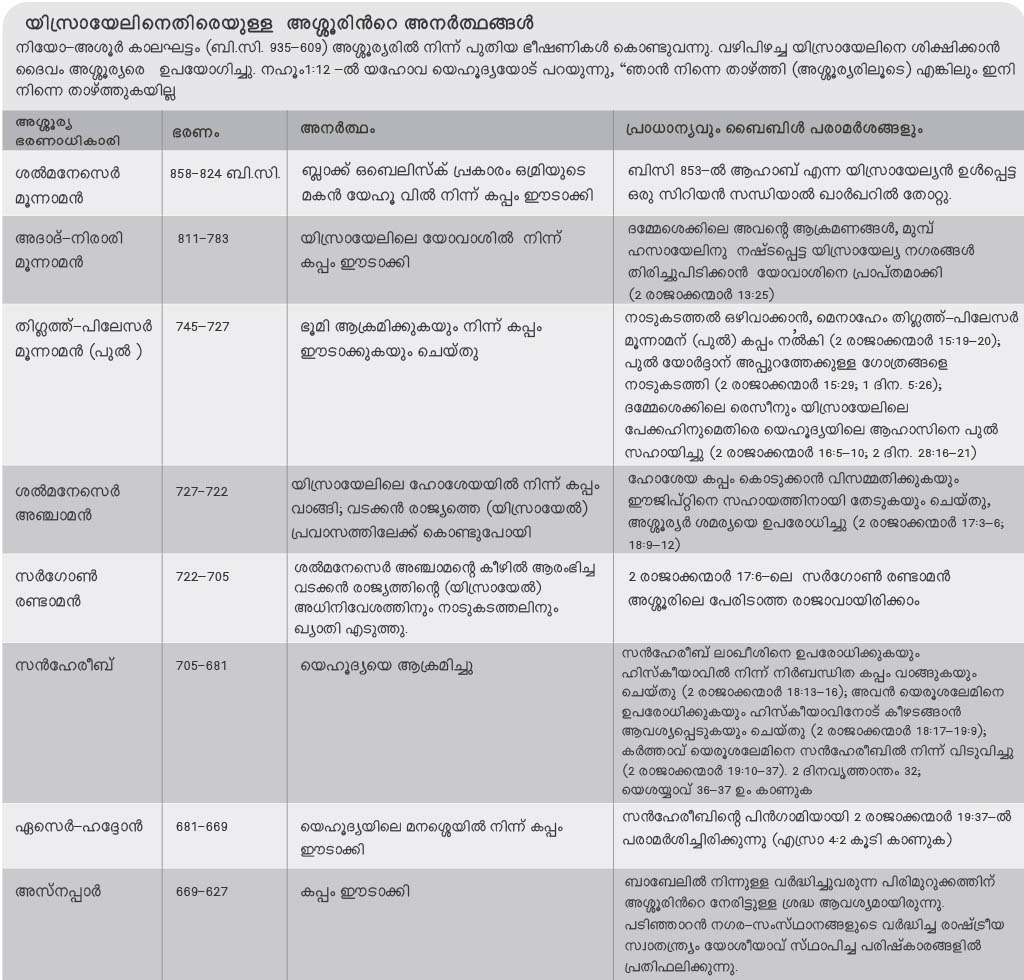 യിസ്രായേലിനെതിരെയുള്ള അശ്ശൂരിൻറെ അനർത്ഥങ്ങൾ
നിയോ–അശൂർ കാലഘട്ടം (ബി.സി. 935–609) അശ്ശൂര്യരിൽ നിന്ന് പുതിയ ഭീഷണികൾ കൊണ്ടുവന്നു. വഴിപിഴച്ച യിസ്രായേലിനെ ശിക്ഷിക്കാൻ
ദൈവം അശ്ശൂര്യരെ ഉപയോഗിച്ചു. നഹൂം1:12 –ൽ യഹോവ യെഹൂദ്യയോട് പറയുന്നു, “ഞാൻ നിന്നെ താഴ്ത്തി (അശ്ശൂര്യരിലൂടെ) എങ്കിലും ഇനി
നിന്നെ താഴ്ത്തുകയില്ല
അശ്ശൂര്യ
ഭരണാധികാരി
ഭരണം
അനർത്ഥം
പ്രാധാന്യവും ബൈബിൾ പരാമർശങ്ങളും
ശൽമനേസെർ
മൂന്നാമൻ
858–824 ബി.സി.
ബ്ലാക്ക് ഒബെലിസ്ക് പ്രകാരം ഒമ്രിയുടെ
മകൻ യേഹൂ വിൽ നിന്ന് കപ്പം ഈടാക്കി
ബിസി 853–ൽ ആഹാബ് എന്ന യിസ്രായേല്യൻ ഉൾപ്പെട്ട
ഒരു സിറിയൻ സന്ധിയാൽ ഖാർഖറിൽ തോറ്റു.
അദാദ്–നിരാരി
മൂന്നാമൻ
811–783
യിസ്രായേലിലെ യോവാശിൽ നിന്ന്
കപ്പം ഈടാക്കി
ദമ്മേശെക്കിലെ അവന്റെ ആക്രമണങ്ങൾ, മുമ്പ്
ഹസായേലിനു നഷ്ടപ്പെട്ട യിസ്രായേല്യ നഗരങ്ങൾ
തിരിച്ചുപിടിക്കാൻ യോവാശിനെ പ്രാപ്തമാക്കി
(2 രാജാക്കന്മാർ 13:25)
തിഗ്ലത്ത്–പിലേസർ
മൂന്നാമൻ (പുൽ )
745–727
ഭൂമി ആക്രമിക്കുകയും നിന്ന് കപ്പം
ഈടാക്കുകയും ചെയ്തു
നാടുകടത്തൽ ഒഴിവാക്കാൻ, മെനാഹേം തിഗ്ലത്ത്–പിലേസർ
മൂന്നാമന് (പുൽ) കപ്പം നൽകി (2 രാജാക്കന്മാർ 15:19–20);
പുൽ യോർദ്ദാന് അപ്പുറത്തേക്കുള്ള ഗോത്രങ്ങളെ
നാടുകടത്തി (2 രാജാക്കന്മാർ 15:29; 1 ദിന. 5:26);
ദമ്മേശെക്കിലെ രെസീനും യിസ്രായേലിലെ
പേക്കഹിനുമെതിരെ യെഹൂദ്യയിലെ ആഹാസിനെ പുൽ
സഹായിച്ചു (2 രാജാക്കന്മാർ 16:5–10; 2 ദിന. 28:16–21)
ശൽമനേസെർ
അഞ്ചാമൻ
727–722
യിസ്രായേലിലെ ഹോശേയയിൽ നിന്ന് കപ്പം
വാങ്ങി; വടക്കൻ രാജ്യത്തെ (യിസ്രായേൽ)
പ്രവാസത്തിലേക്ക് കൊണ്ടുപോയി
ഹോശേയ കപ്പം കൊടുക്കാൻ വിസമ്മതിക്കുകയും
ഈജിപ്റ്റിനെ സഹായത്തിനായി തേടുകയും ചെയ്തു,
അശ്ശൂര്യർ ശമര്യയെ ഉപരോധിച്ചു (2 രാജാക്കന്മാർ 17:3–6;
18:9–12)
സർഗോൺ
രണ്ടാമൻ
722–705
ശൽമനേസെർ അഞ്ചാമന്റെ കീഴിൽ ആരംഭിച്ച
വടക്കൻ രാജ്യത്തിന്റെ (യിസ്രായേൽ)
അധിനിവേശത്തിനും നാടുകടത്തലിനും
ഖ്യാതി എടുത്തു.
2 രാജാക്കന്മാർ 17:6–ലെ സർഗോൺ രണ്ടാമൻ
അശ്ശൂരിലെ പേരിടാത്ത രാജാവായിരിക്കാം
സൻഹേരീബ്
705–681
യെഹൂദ്യയെ ആക്രമിച്ചു
സൻഹേരീബ് ലാഖീശിനെ ഉപരോധിക്കുകയും
ഹിസ്കീയാവിൽ നിന്ന് നിർബന്ധിത കപ്പം വാങ്ങുകയും
ചെയ്തു (2 രാജാക്കന്മാർ 18:13–16); അവൻ യെരൂശലേമിനെ
ഉപരോധിക്കുകയും ഹിസ്കീയാവിനോട് കീഴടങ്ങാൻ
ആവശ്യപ്പെടുകയും ചെയ്തു (2 രാജാക്കന്മാർ 18:17–19:9);
കർത്താവ് യെരൂശലേമിനെ സൻഹേരീബിൽ നിന്ന് വിടുവിച്ചു
(2 രാജാക്കന്മാർ 19:10–37). 2 ദിനവൃത്താന്തം 32;
യെശയ്യാവ് 36–37 ഉം കാണുക
ഏസെർ–ഹദ്ദോൻ
681–669
യെഹൂദ്യയിലെ മനശ്ശെയിൽ നിന്ന് കപ്പം
ഈടാക്കി
സൻഹേരീബിന്റെ പിൻഗാമിയായി 2 രാജാക്കന്മാർ 19:37–ൽ
പരാമർശിച്ചിരിക്കുന്നു (എസ്രാ 4:2 കൂടി കാണുക)
അസ്നപ്പാർ
669–627
കപ്പം ഈടാക്കി
ബാബേലിൽ നിന്നുള്ള വർദ്ധിച്ചുവരുന്ന പിരിമുറുക്കത്തിന്
അശ്ശൂരിൻറെ നേരിട്ടുള്ള ശ്രദ്ധ ആവശ്യമായിരുന്നു.
പടിഞ്ഞാറൻ നഗര–സംസ്ഥാനങ്ങളുടെ വർദ്ധിച്ച രാഷ്ട്രീയ
സ്വാതന്ത്ര്യം യോശീയാവ് സ്ഥാപിച്ച പരിഷ്കാരങ്ങളിൽ
പ്രതിഫലിക്കുന്നു.